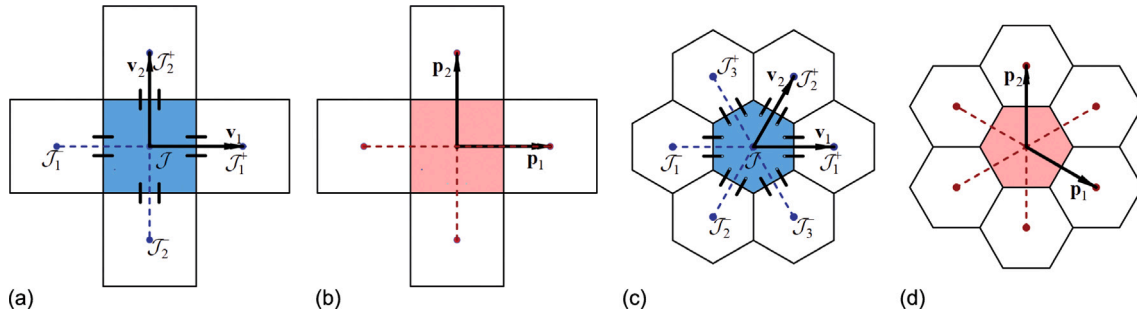 v₂ 𝒥₂⁺
𝒥₁⁻ 𝒥 v₁ 𝒥₁⁺
𝒥₂⁻
(a)
p₂
p₁
(b)
𝒥₃⁺ v₂ 𝒥₂⁺
𝒥₁⁻ 𝒥 v₁ 𝒥₁⁺
𝒥₂⁻ 𝒥₃⁻
(c)
p₂
p₁
(d)